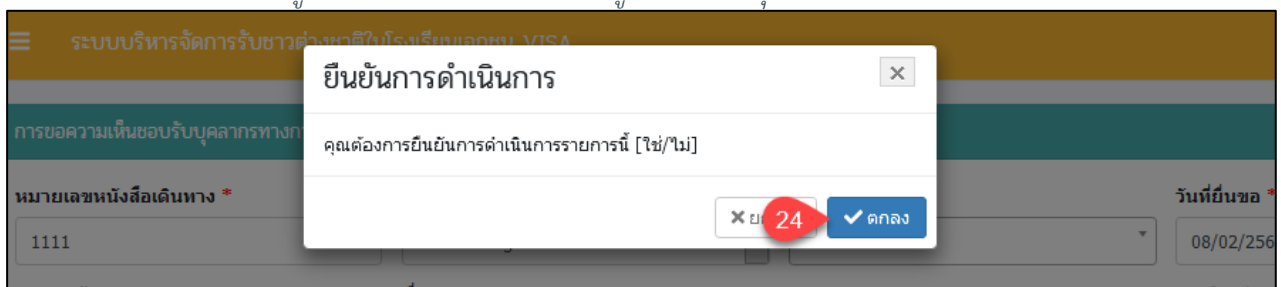 ระบบบริหารจัดการรับชาวต่างชาติในโรงเรียนเอกชน VISA
ยืนยันการดำเนินการ
การขอความเห็นชอบรับบุคลากรทางก
คุณต้องการยืนยันการดำเนินการรายการนี้ [ใช่/ไม่]
หมายเลขหนังสือเดินทาง *
วันที่ยื่นขอ *
24
ตกลง
1111
08/02/256